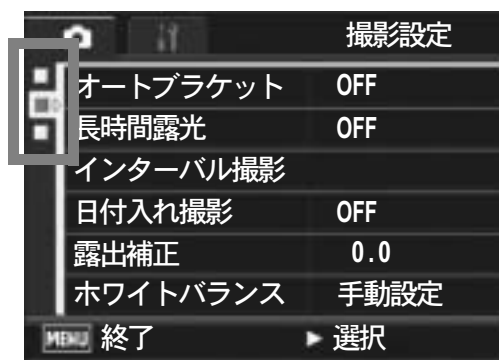 撮影設定
オートブラケット OFF
長時間露光 OFF
インターバル撮影
日付入れ撮影 OFF
露出補正 0.0
ホワイトバランス 手動設定
MENU 終了 ▶ 選択